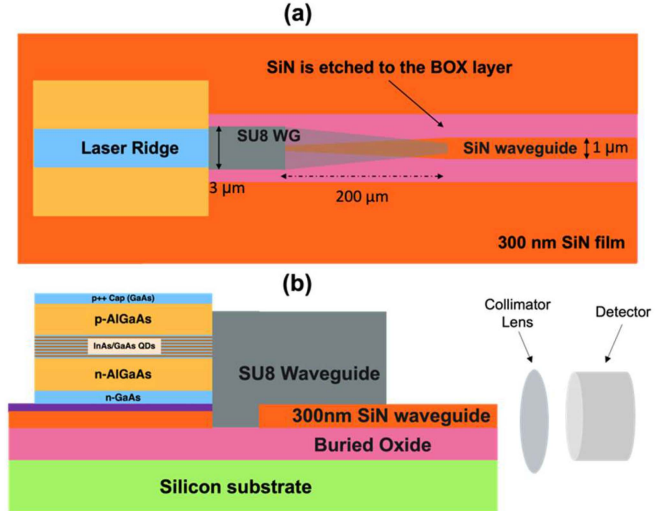 (a)
SiN is etched to the BOX layer
Laser Ridge
SU8 WG
SiN waveguide
1 µm
3 µm
200 µm
300 nm SiN film
(b)
p++ Cap (GaAs)
p-AlGaAs
InAs/GaAs QDs
n-AlGaAs
n-GaAs
SU8 Waveguide
300nm SiN waveguide
Buried Oxide
Silicon substrate
Collimator
Lens
Detector